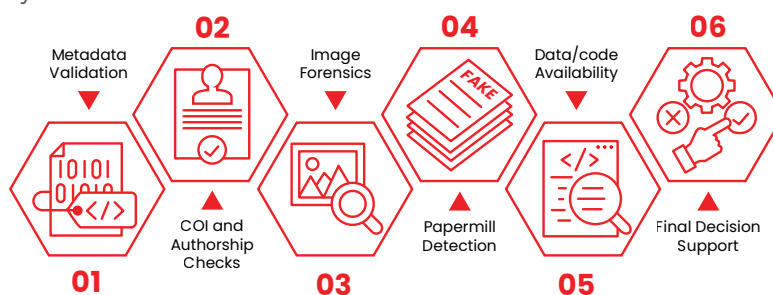 02
04
06
Metadata
Validation
Image
Forensics
Data/code
Availability
FAKE
10101
</>
</>
COI and
Authorship
Checks
Papermill
Detection
Final Decision
Support
01
03
05